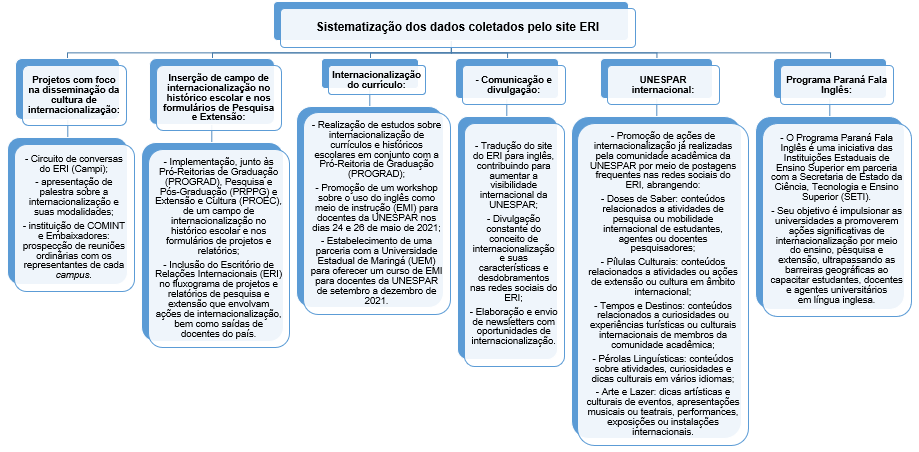 Sistematização dos dados coletados pelo site ERI
Projetos com foco
na disseminação da
cultura de
internacionalização:
- Circuito de conversas
do ERI (Campi);
- apresentação de
palestra sobre a
internacionalização e
suas modalidades;
- instituição de COMINT
e Embaixadores:
prospecção de reuniões
ordinárias com os
representantes de cada
campus.
Inserção de campo de
internacionalização no
histórico escolar e nos
formulários de Pesquisa
e Extensão:
- Implementação, junto às
Pró-Reitorias de Graduação
(PROGRAD), Pesquisa e
Pós-Graduação (PRPPG) e
Extensão e Cultura (PROEC),
de um campo de
internacionalização no
histórico escolar e nos
formulários de projetos e
relatórios;
- Inclusão do Escritório de
Relações Internacionais (ERI)
no fluxograma de projetos e
relatórios de pesquisa e
extensão que envolvam
ações de internacionalização,
bem como saídas de
docentes do país.
Internacionalização
do currículo:
- Realização de estudos sobre
internacionalização de
currículos e históricos
escolares em conjunto com a
Pró-Reitoria de Graduação
(PROGRAD);
- Promoção de um workshop
sobre o uso do inglês como
meio de instrução (EMI) para
docentes da UNESPAR nos
dias 24 e 26 de maio de 2021;
- Estabelecimento de uma
parceria com a Universidade
Estadual de Maringá (UEM)
para oferecer um curso de EMI
para docentes da UNESPAR
de setembro a dezembro de
2021.
- Comunicação e
divulgação:
- Tradução do site
do ERI para inglês,
contribuindo para
aumentar a
visibilidade
internacional da
UNESPAR;
- Divulgação
constante do
conceito de
internacionalização
e suas
características e
desdobramentos
nas redes sociais do
ERI;
- Elaboração e envio
de newsletters com
oportunidades de
internacionalização.
UNESPAR
internacional:
- Promoção de ações de
internacionalização já realizadas
pela comunidade acadêmica da
UNESPAR por meio de postagens
frequentes nas redes sociais do
ERI, abrangendo:
- Doses de Saber: conteúdos
relacionados a atividades de
pesquisa ou mobilidade
internacional de estudantes,
agentes ou docentes
pesquisadores;
- Pílulas Culturais: conteúdos
relacionados a atividades ou ações
de extensão ou cultura em âmbito
internacional;
- Tempos e Destinos: conteúdos
relacionados a curiosidades ou
experiências turísticas ou culturais
internacionais de membros da
comunidade acadêmica;
- Pérolas Linguísticas: conteúdos
sobre atividades, curiosidades e
dicas culturais em vários idiomas;
- Arte e Lazer: dicas artísticas e
culturais de eventos, apresentações
musicais ou teatrais, performances,
exposições ou instalações
internacionais.
Programa Paraná Fala
Inglês:
- O Programa Paraná Fala
Inglês é uma iniciativa das
Instituições Estaduais de
Ensino Superior em parceria
com a Secretaria de Estado da
Ciência, Tecnologia e Ensino
Superior (SETI).
- Seu objetivo é impulsionar as
universidades a promoverem
ações significativas de
internacionalização por meio
do ensino, pesquisa e
extensão, ultrapassando as
barreiras geográficas ao
capacitar estudantes, docentes
e agentes universitários
em língua inglesa.